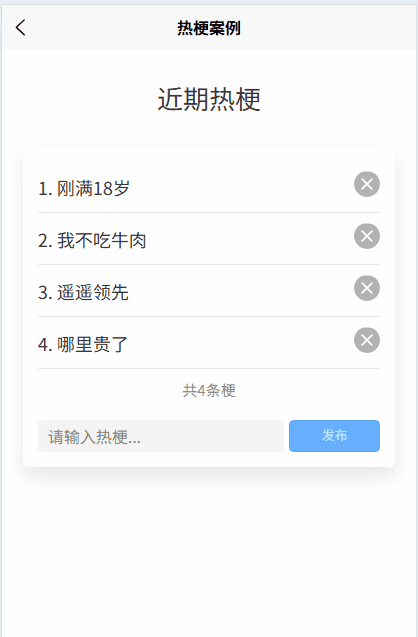 热梗案例
近期热梗
1. 刚满18岁
2. 我不吃牛肉
3. 遥遥领先
4. 哪里贵了
共4条梗
请输入热梗...
发布